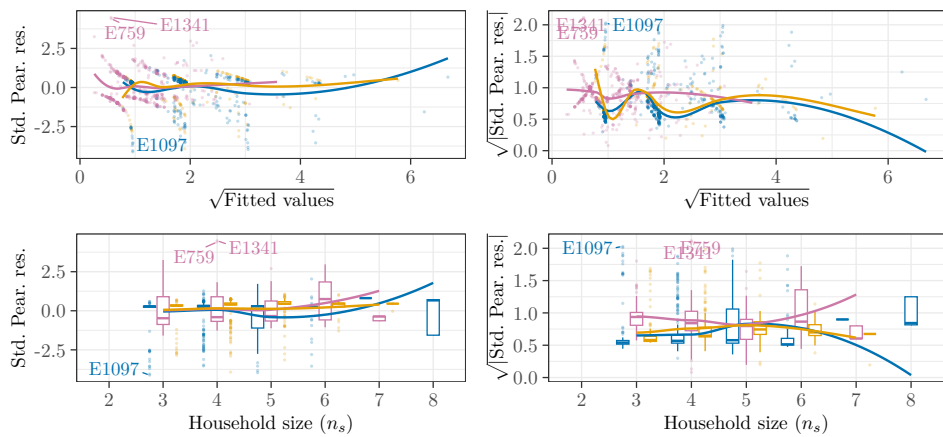 Std. Pear. res.
2.5
0.0
-2.5
E759
E1341
E1097
0
2
4
6
√Fitted values
√|Std. Pear. res.|
2.0
1.5
1.0
0.5
0.0
E1341
E759
E1097
0
2
4
6
√Fitted values
Std. Pear. res.
2.5
0.0
-2.5
E759
E1341
E1097
2
3
4
5
6
7
8
Household size (nₛ)
√|Std. Pear. res.|
2.0
1.5
1.0
0.5
0.0
E1097
E759
E1341
2
3
4
5
6
7
8
Household size (nₛ)